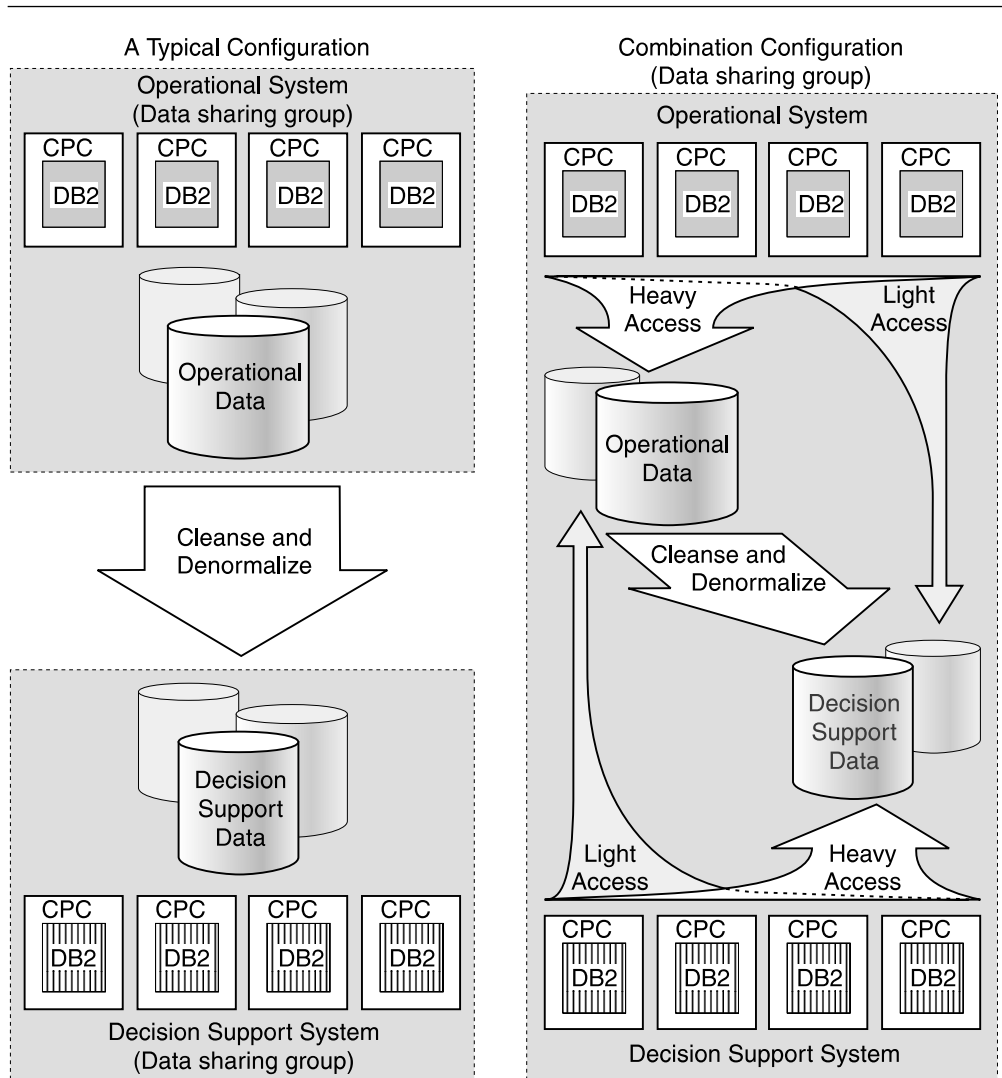 A Typical Configuration
Operational System
(Data sharing group)
CPC CPC CPC CPC
DB2 DB2 DB2 DB2
Operational
Data
Cleanse and
Denormalize
Decision
Support
Data
CPC CPC CPC CPC
DB2 DB2 DB2 DB2
Decision Support System
(Data sharing group)
Combination Configuration
(Data sharing group)
Operational System
CPC CPC CPC CPC
DB2 DB2 DB2 DB2
Heavy
Access
Light
Access
Operational
Data
Cleanse and
Denormalize
Decision
Support
Data
Light
Access
Heavy
Access
CPC CPC CPC CPC
DB2 DB2 DB2 DB2
Decision Support System